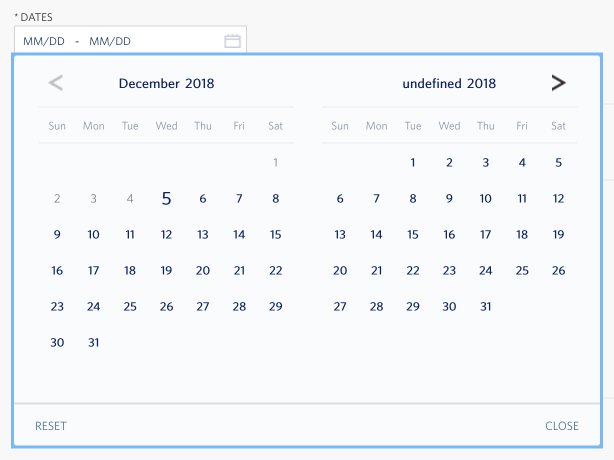 * DATES
MM/DD - MM/DD
< December 2018
Sun Mon Tue Wed Thu Fri Sat
1
2 3 4 5 6 7 8
9 10 11 12 13 14 15
16 17 18 19 20 21 22
23 24 25 26 27 28 29
30 31
undefined 2018 >
Sun Mon Tue Wed Thu Fri Sat
1 2 3 4 5
6 7 8 9 10 11 12
13 14 15 16 17 18 19
20 21 22 23 24 25 26
27 28 29 30 31
RESET
CLOSE